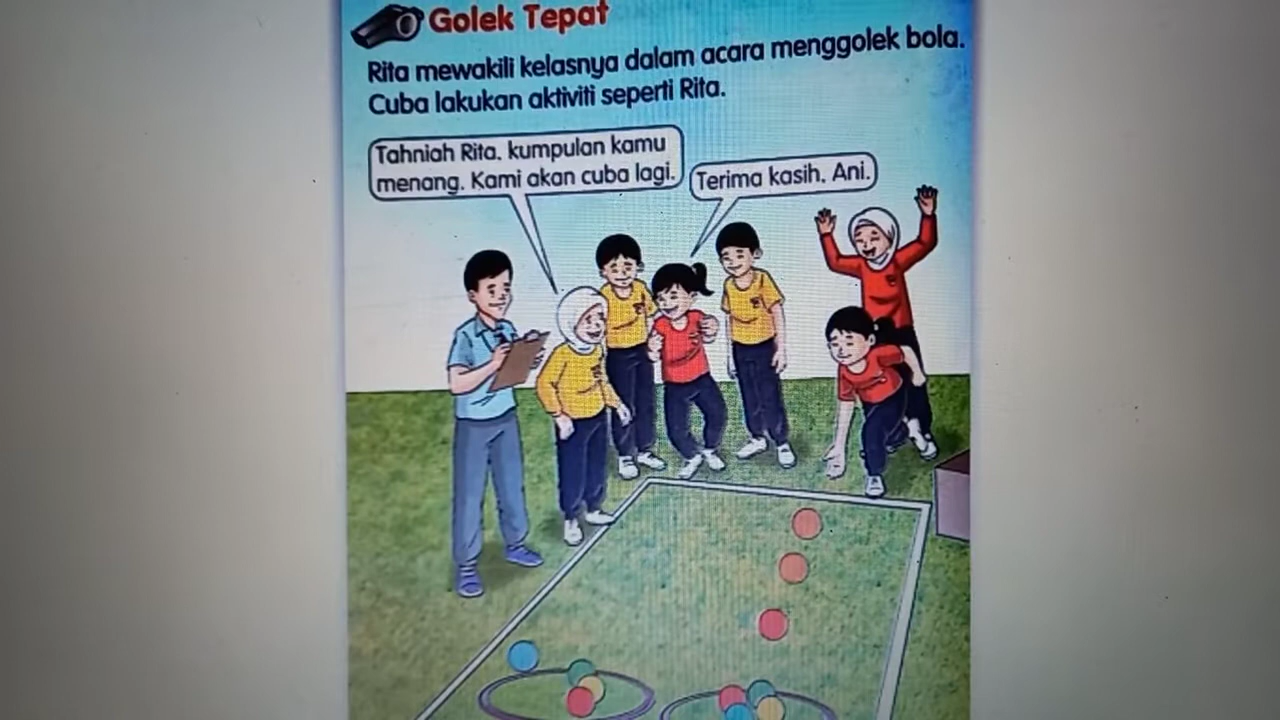 Golek Tepat
Rita mewakili kelasnya dalam acara menggolek bola.
Cuba lakukan aktiviti seperti Rita.
Tahniah Rita, kumpulan kamu
menang. Kami akan cuba lagi.
Terima kasih, Ani.